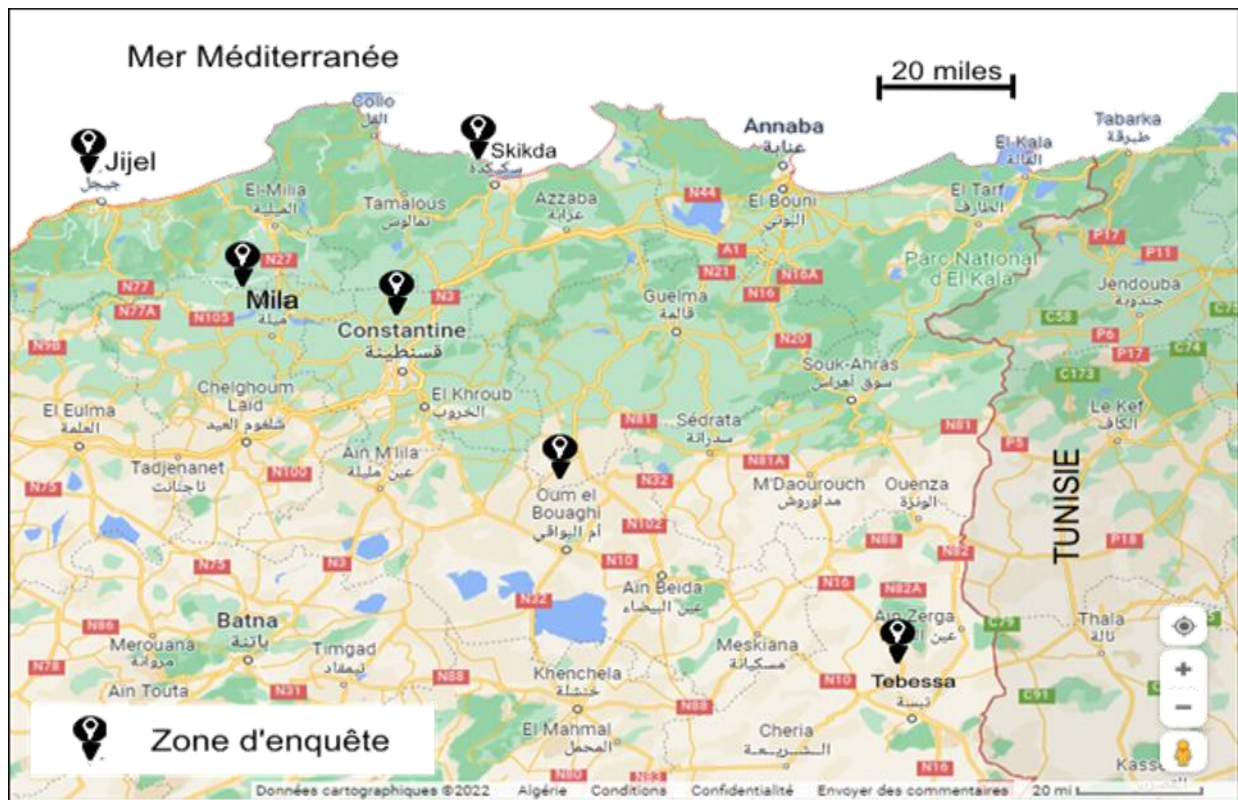 Mer Méditerranée
20 miles
Collo
القل
Tabarka
طبرقة
Annaba
عنابة
Jijel
جيجل
Skikda
سكيكدة
El Kala
القالة
El-Milia
الميلية
Tamalous
تمالوس
Azzaba
عزابة
N44
El Bouni
البوني
El Tarf
الطارف
P17
A1
P11
N27
N21
N16A
Parc National
d'El Kala
N77
N3
N16
Guelma
قالمة
Jendouba
جندوبة
Mila
ميلة
N77A
N105
C58
Constantine
قسنطينة
N20
P6
P17
C74
Souk-Ahras
سوق أهراس
C173
Chelghoum
Laid
شلغوم العيد
El Khroub
الخروب
El Eulma
العلمة
N81
Sédrata
سدراتة
Le Kef
الكاف
N81
P5
Aïn M'lila
عين مليلة
Tadjenanet
تاجنانت
N100
N81A
N32
M'Daourouch
مداوروش
Ouenza
الونزة
N75
Oum el
Bouaghi
أم البواقي
TUNISIE
N102
N88
P18
N82
N75
N3
N10
Aïn Beida
عين البيضاء
N16
N82A
N32
Aïn Zerga
عين
N86
Batna
باتنة
C79
Thala
تالة
Merouana
مروانة
Timgad
تيمقاد
Meskiana
مسكيانة
N78
Khenchela
خنشلة
N88
N10
Tebessa
تبسة
Aïn Touta
N31
C91
N88
El Mahmal
المحمل
Cheria
الشريعة
Zone d'enquête
N80
N83
N16
Kasse
Données cartographiques ©2022
Algérie
Conditions
Confidentialité
Envoyer des commentaires
20 mi